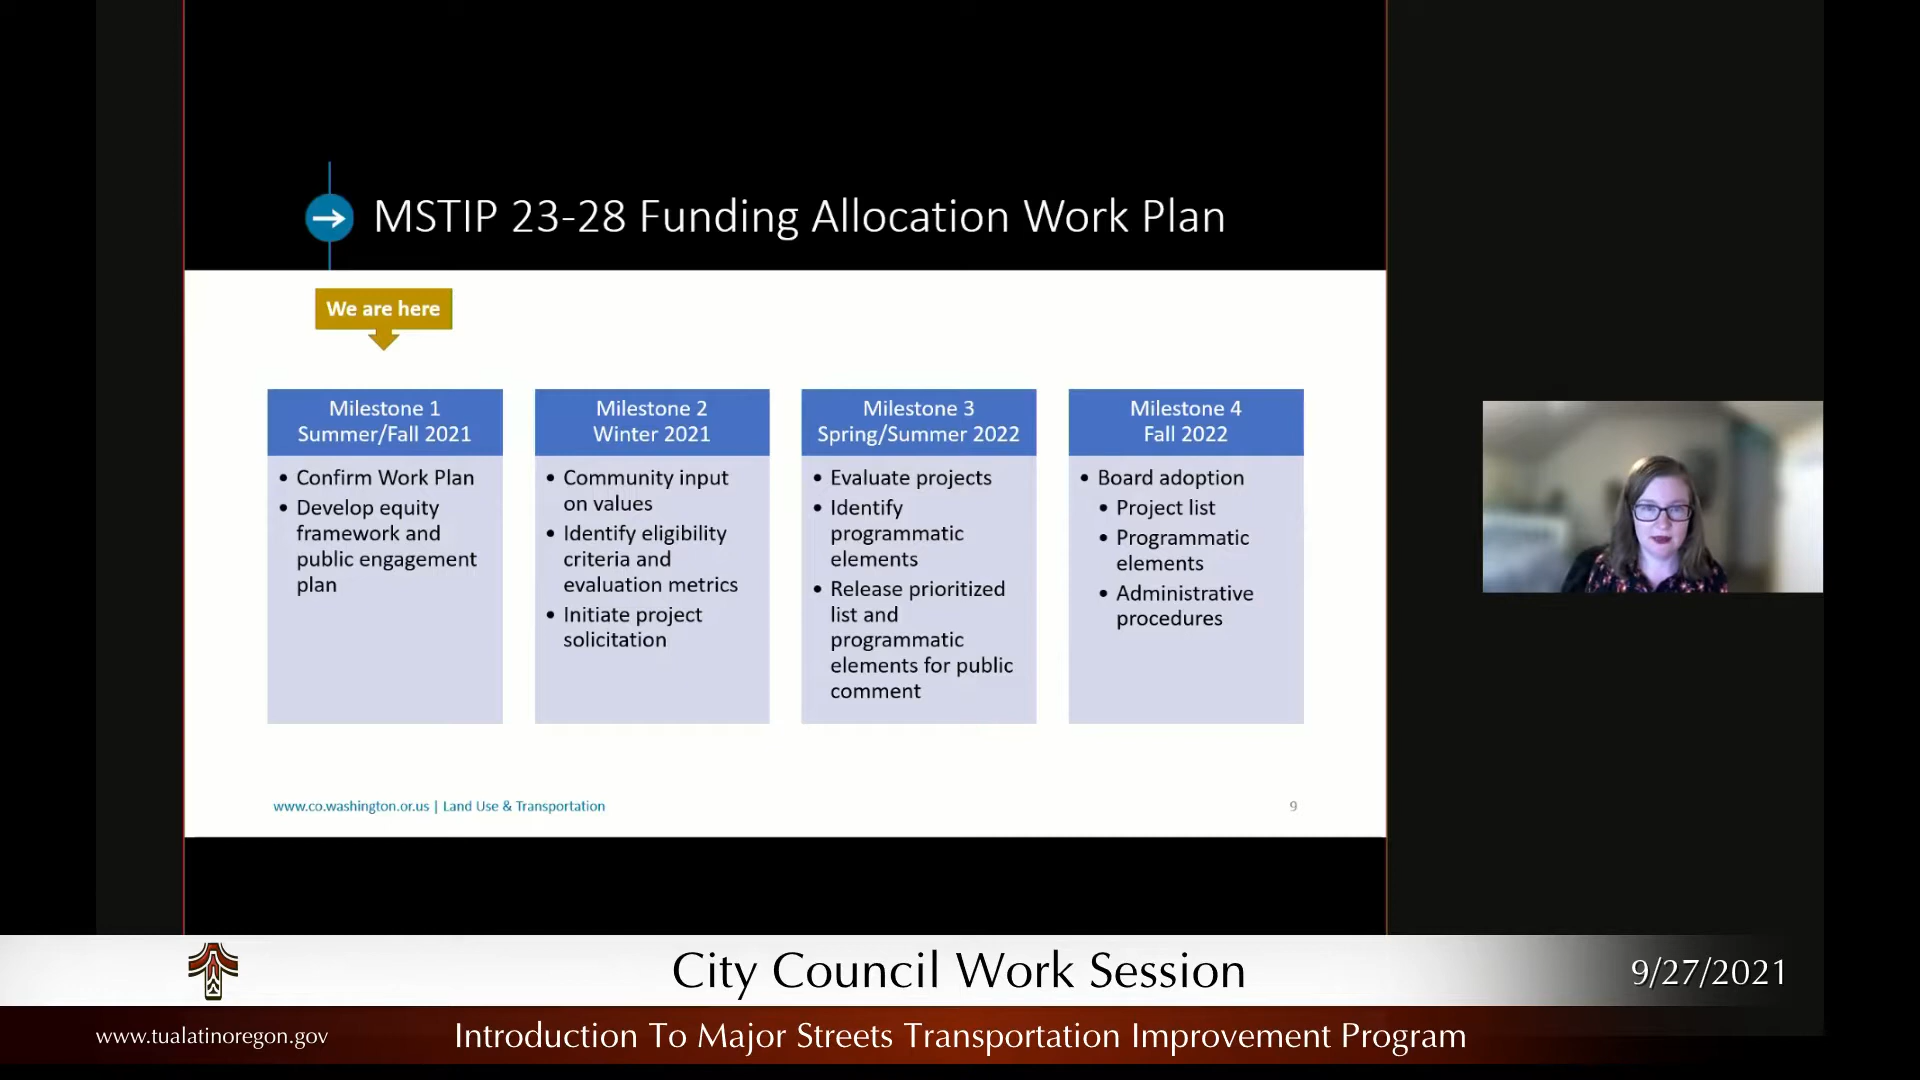 MSTIP 23-28 Funding Allocation Work Plan
We are here
Milestone 1
Summer/Fall 2021
• Confirm Work Plan
• Develop equity
framework and
public engagement
plan
Milestone 2
Winter 2021
• Community input
on values
• Identify eligibility
criteria and
evaluation metrics
• Initiate project
solicitation
Milestone 3
Spring/Summer 2022
• Evaluate projects
• Identify
programmatic
elements
• Release prioritized
list and
programmatic
elements for public
comment
Milestone 4
Fall 2022
• Board adoption
• Project list
• Programmatic
elements
• Administrative
procedures
www.co.washington.or.us | Land Use & Transportation
9
City Council Work Session
9/27/2021
www.tualatinoregon.gov
Introduction To Major Streets Transportation Improvement Program